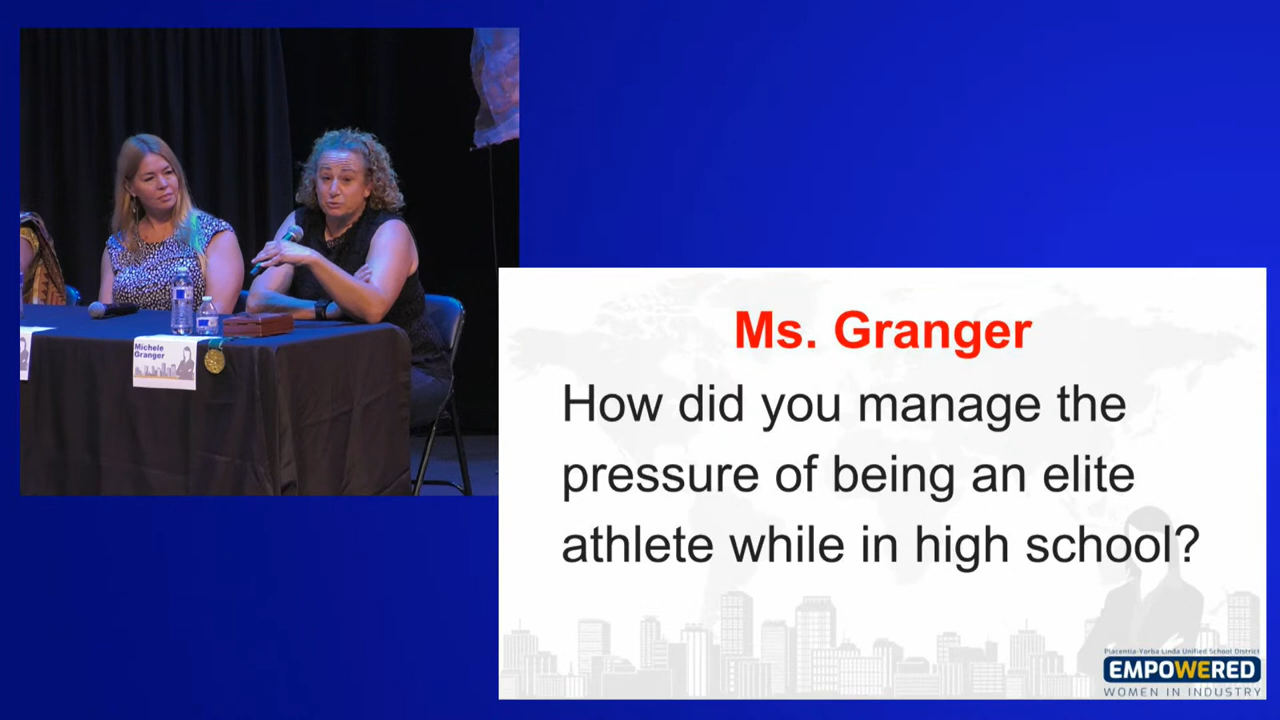 Michele
Granger
Ms. Granger
How did you manage the
pressure of being an elite
athlete while in high school?
Placentia-Yorba Linda Unified School District
EMPOWERED
WOMEN IN INDUSTRY